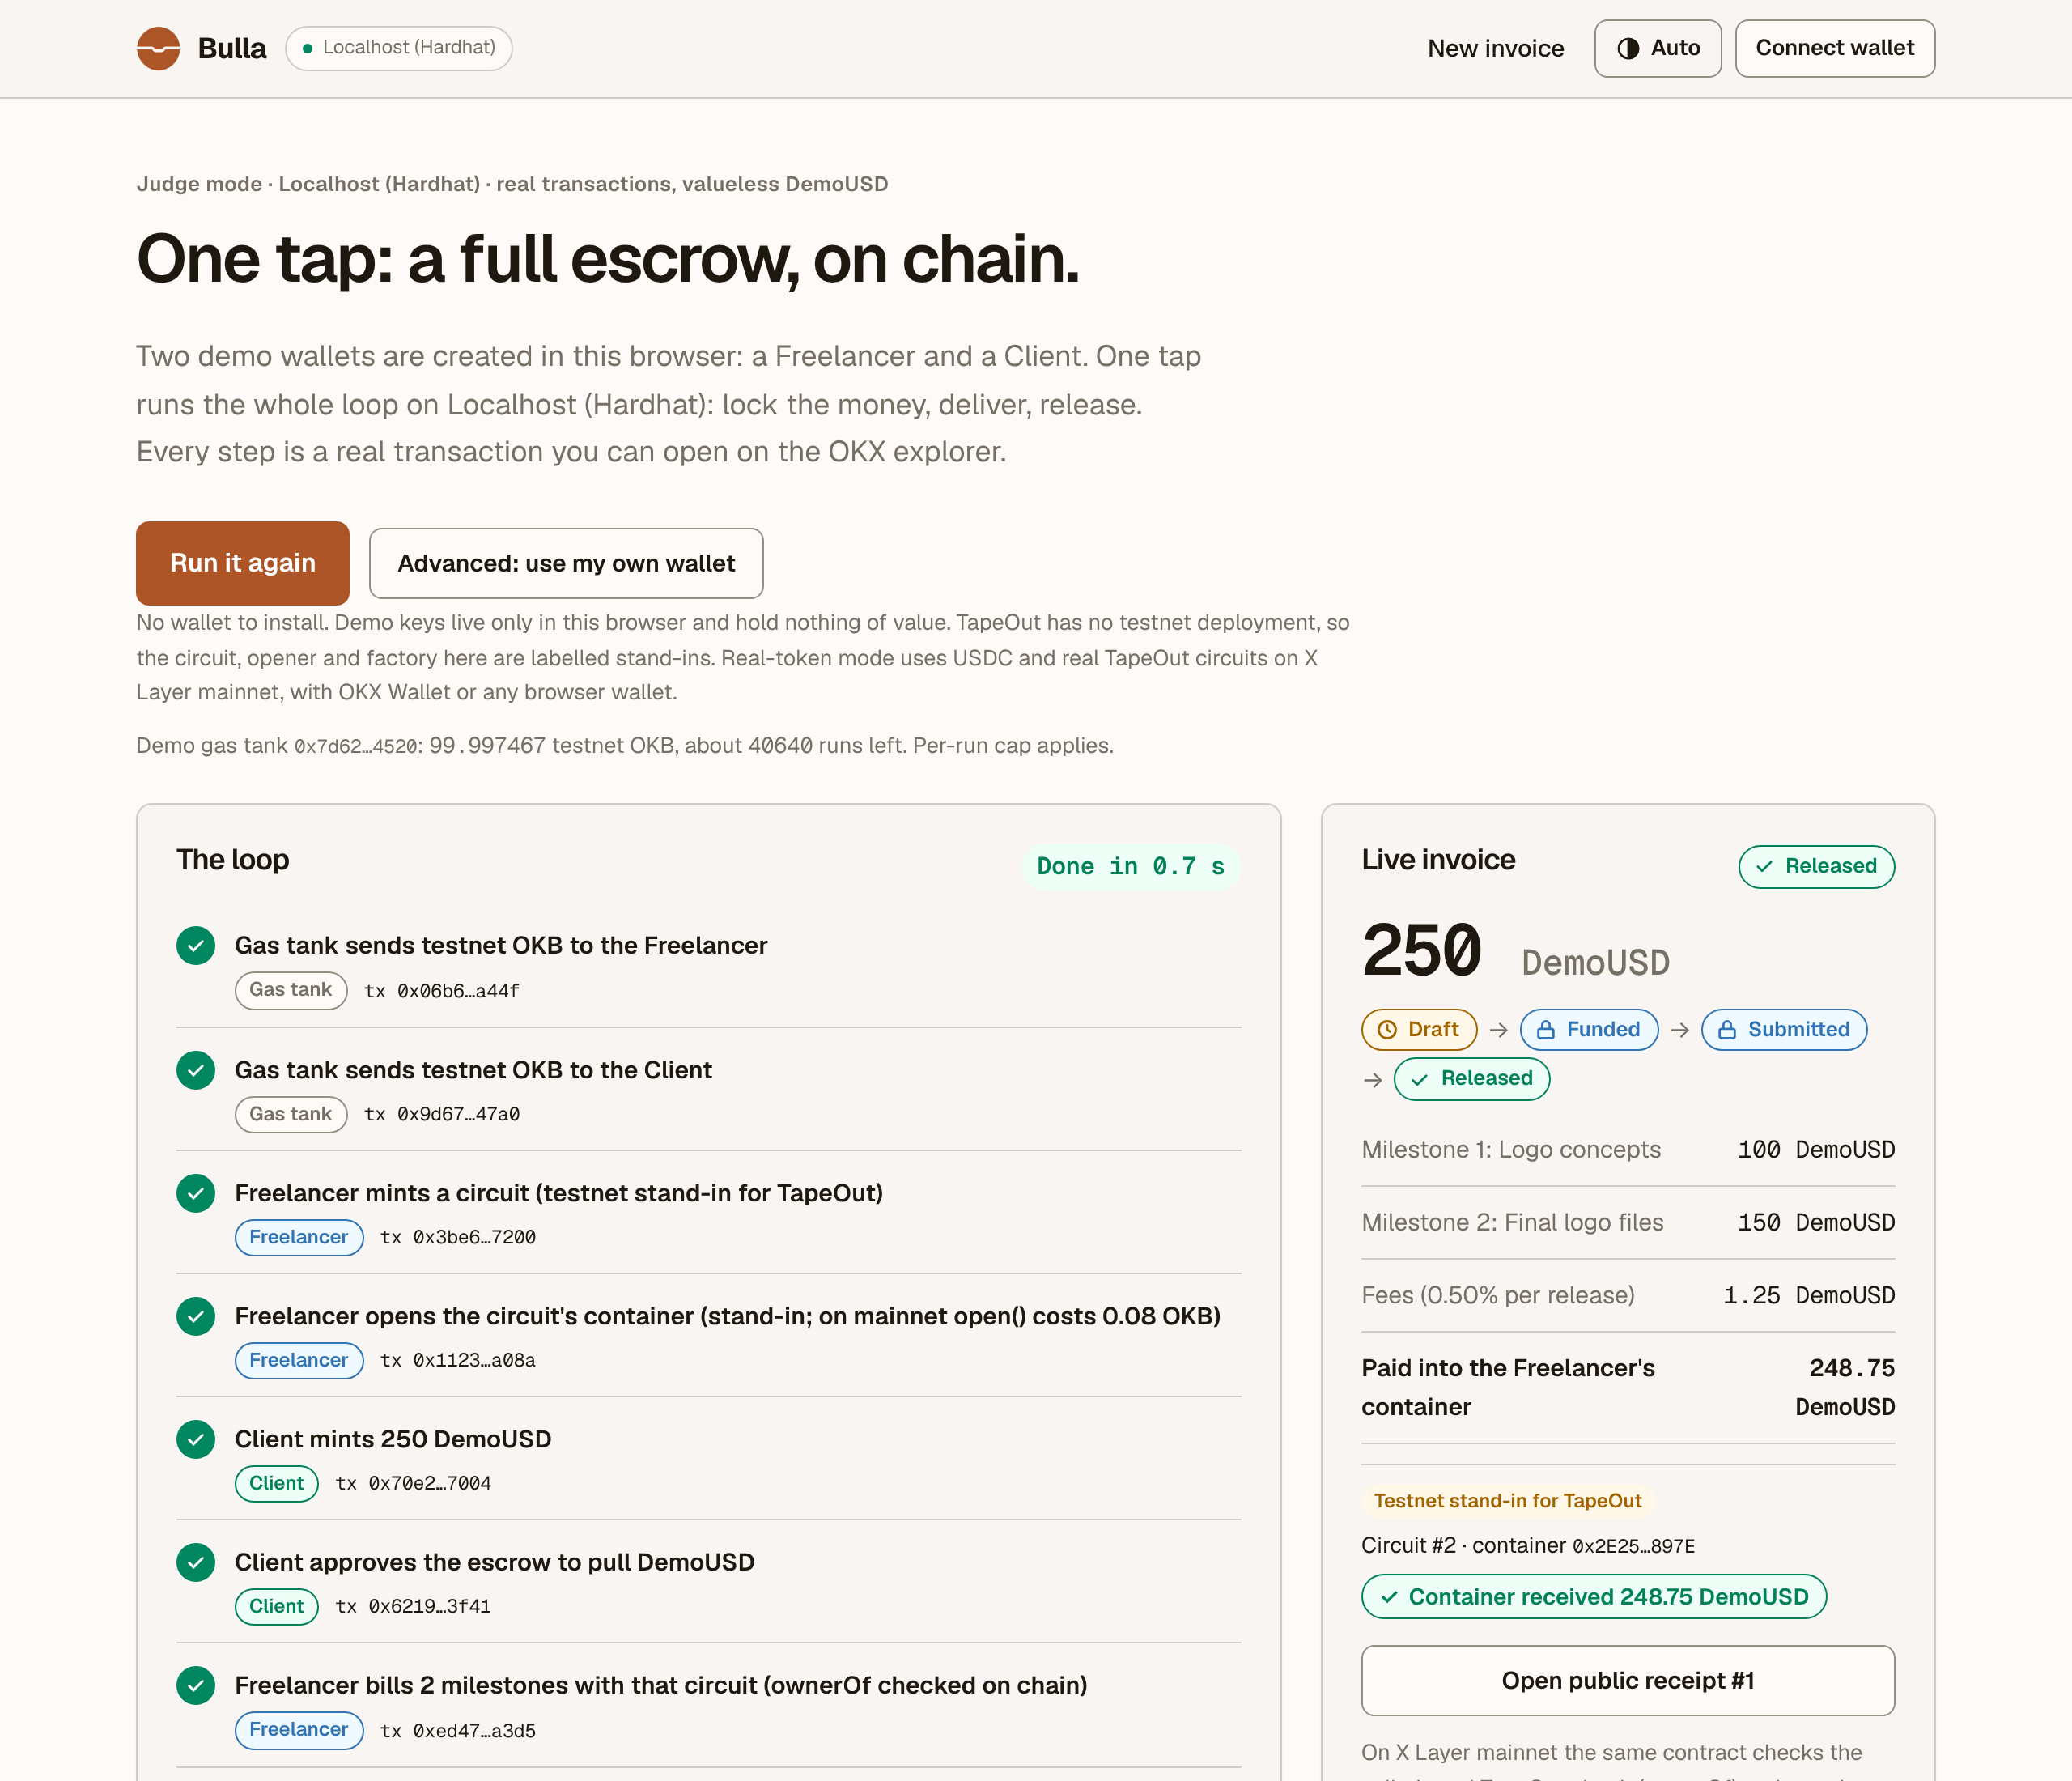 Bulla
Localhost (Hardhat)
New invoice
Auto
Connect wallet
Judge mode · Localhost (Hardhat) · real transactions, valueless DemoUSD
One tap: a full escrow, on chain.
Two demo wallets are created in this browser: a Freelancer and a Client. One tap
runs the whole loop on Localhost (Hardhat): lock the money, deliver, release.
Every step is a real transaction you can open on the OKX explorer.
Run it again
Advanced: use my own wallet
No wallet to install. Demo keys live only in this browser and hold nothing of value. TapeOut has no testnet deployment, so
the circuit, opener and factory here are labelled stand-ins. Real-token mode uses USDC and real TapeOut circuits on X
Layer mainnet, with OKX Wallet or any browser wallet.
Demo gas tank 0x7d62…4520: 99.997467 testnet OKB, about 40640 runs left. Per-run cap applies.
The loop
Done in 0.7 s
Gas tank sends testnet OKB to the Freelancer
Gas tank tx 0x06b6…a44f
Gas tank sends testnet OKB to the Client
Gas tank tx 0x9d67…47a0
Freelancer mints a circuit (testnet stand-in for TapeOut)
Freelancer tx 0x3be6…7200
Freelancer opens the circuit's container (stand-in; on mainnet open() costs 0.08 OKB)
Freelancer tx 0x1123…a08a
Client mints 250 DemoUSD
Client tx 0x70e2…7004
Client approves the escrow to pull DemoUSD
Client tx 0x6219…3f41
Freelancer bills 2 milestones with that circuit (ownerOf checked on chain)
Freelancer tx 0xed47…a3d5
Live invoice
Released
250 DemoUSD
Draft → Funded → Submitted
→ Released
Milestone 1: Logo concepts 100 DemoUSD
Milestone 2: Final logo files 150 DemoUSD
Fees (0.50% per release) 1.25 DemoUSD
Paid into the Freelancer's 248.75
container DemoUSD
Testnet stand-in for TapeOut
Circuit #2 · container 0x2E25…897E
Container received 248.75 DemoUSD
Open public receipt #1
On X Layer mainnet the same contract checks the